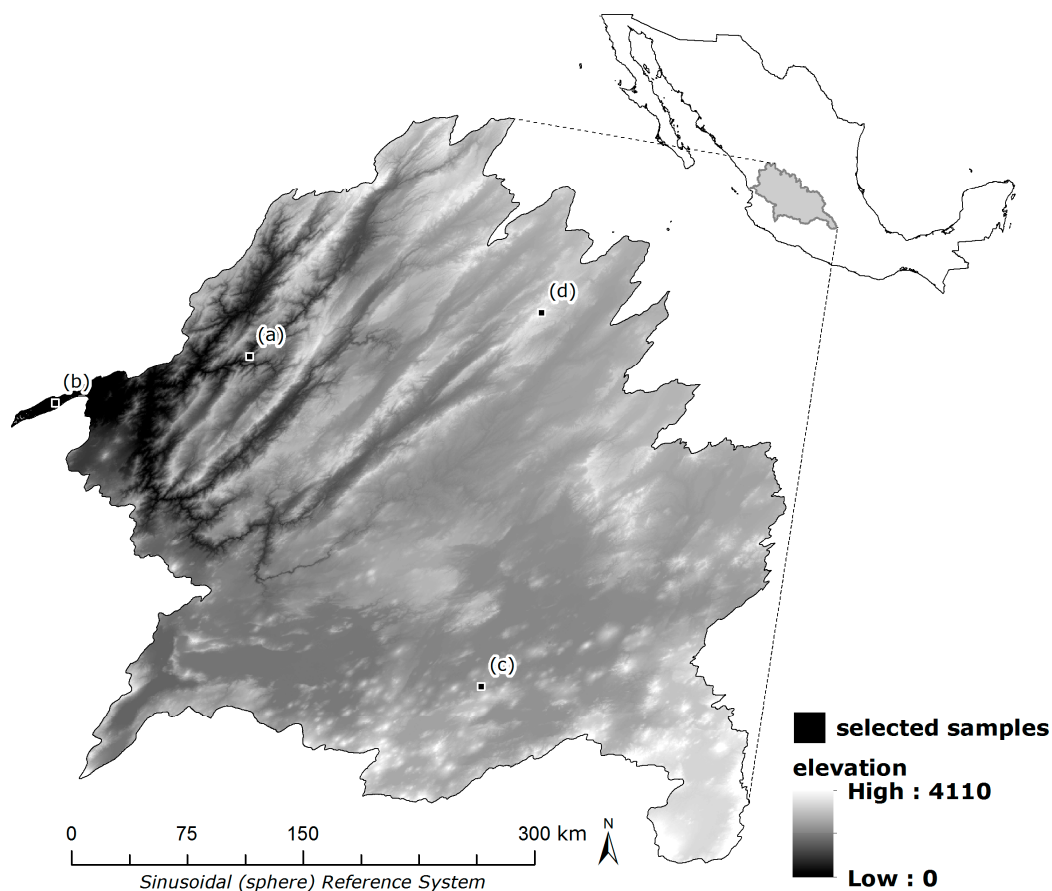 (d)
(a)
(b)
(c)
selected samples
elevation
High : 4110
Low : 0
0 75 150 300 km
N
Sinusoidal (sphere) Reference System